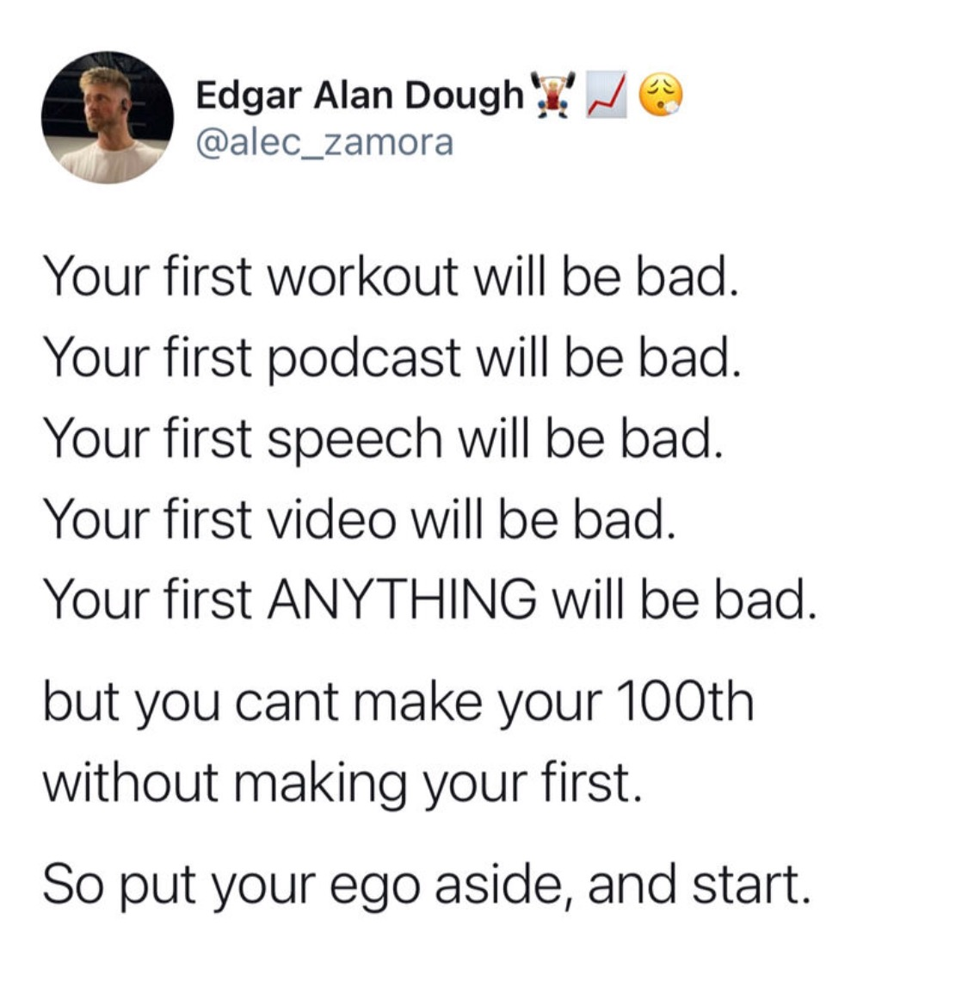 Edgar Alan Dough🏋️📈😮‍💨
@alec_zamora
Your first workout will be bad.
Your first podcast will be bad.
Your first speech will be bad.
Your first video will be bad.
Your first ANYTHING will be bad.
but you cant make your 100th
without making your first.
So put your ego aside, and start.